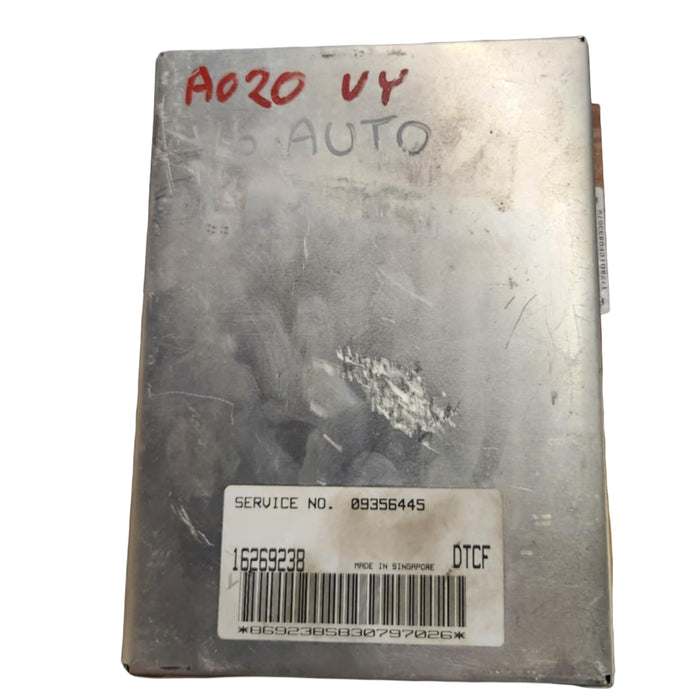 A020 VY
V6 AUTO
SERVICE NO. 09356445
16269238 MADE IN SINGAPORE DTCF
*8692385830797026*